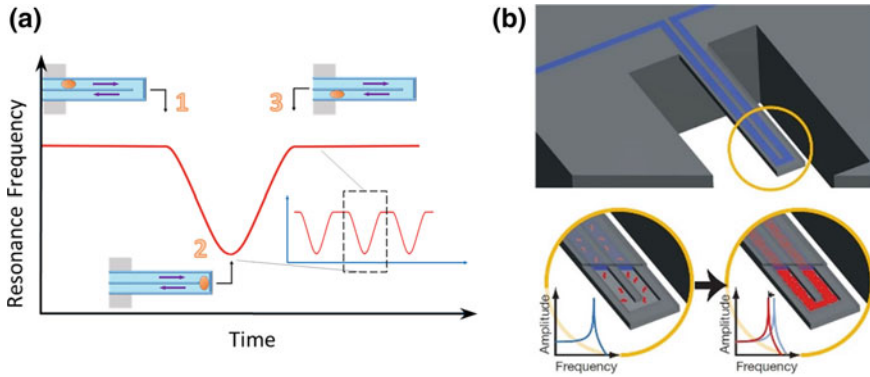 (a)
1
3
Resonance Frequency
2
Time
(b)
Amplitude
Frequency
Amplitude
Frequency